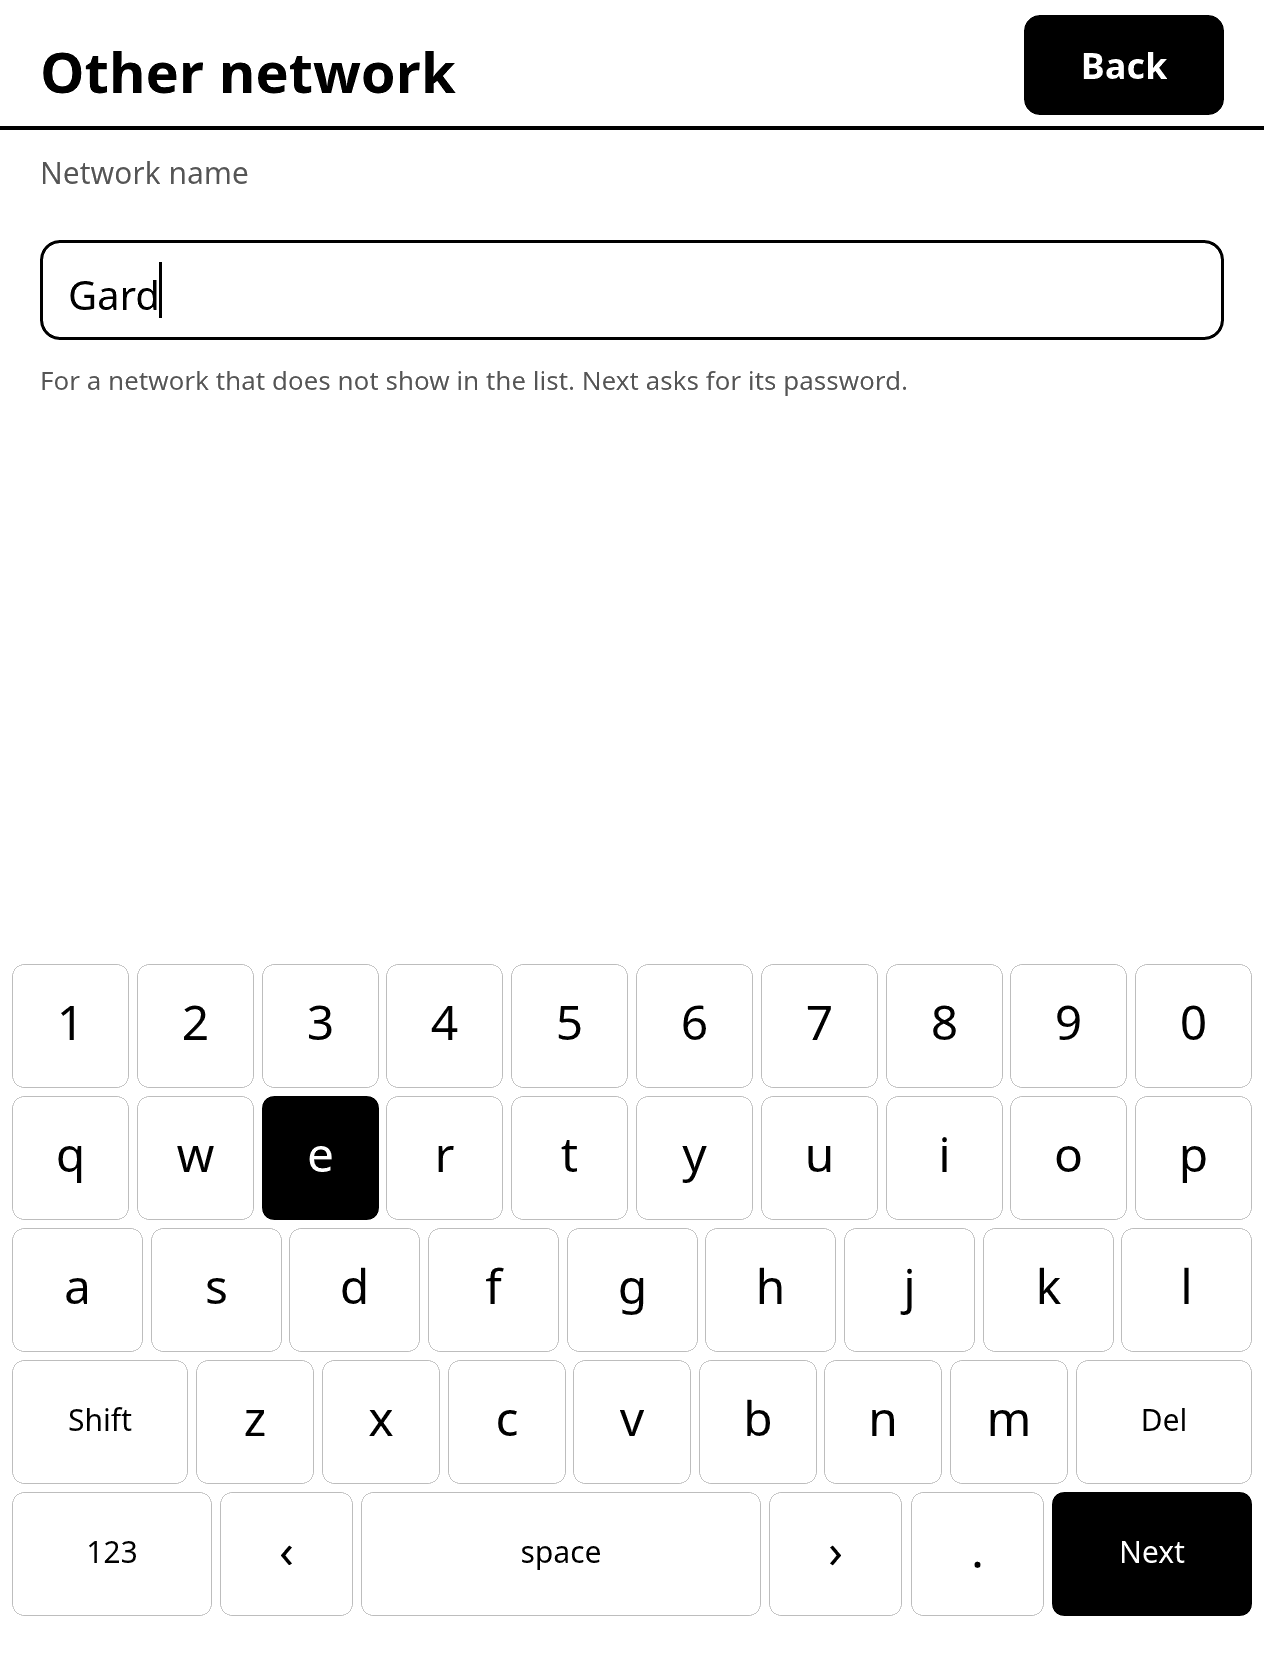 Other network
Back
Network name
Gard
For a network that does not show in the list. Next asks for its password.
1 2 3 4 5 6 7 8 9 0
q w e r t y u i o p
a s d f g h j k l
Shift z x c v b n m Del
123 ‹ space › . Next